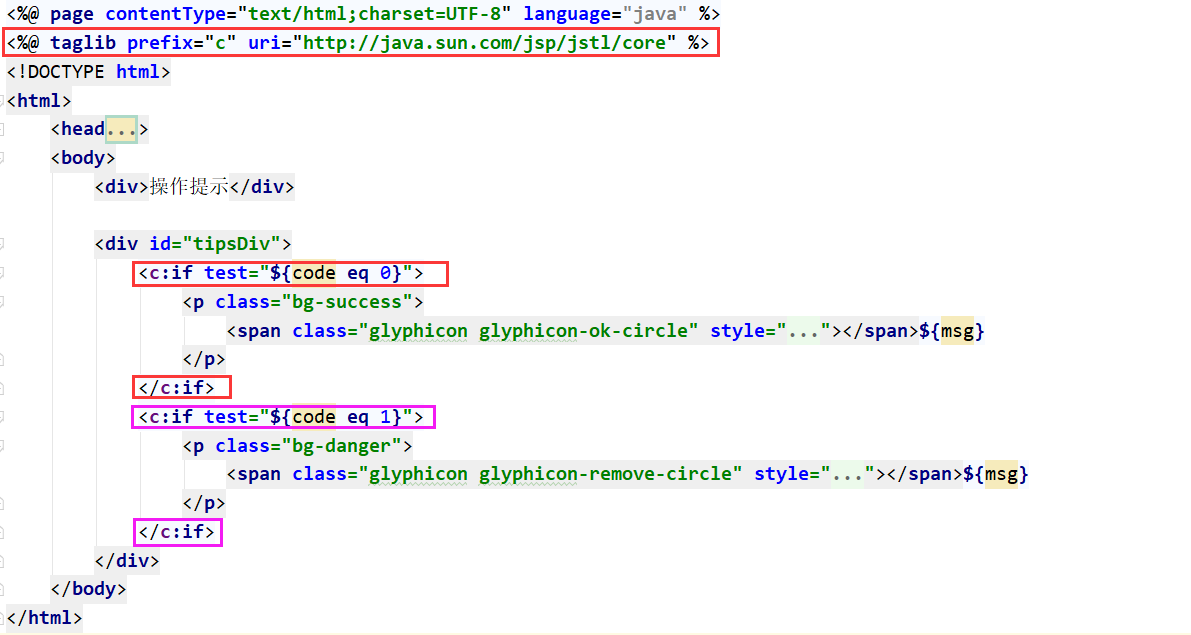 <%@ page contentType="text/html;charset=UTF-8" language="java" %>
<%@ taglib prefix="c" uri="http://java.sun.com/jsp/jstl/core" %>
<!DOCTYPE html>
<html>
<head...>
<body>
<div>操作提示</div>
<div id="tipsDiv">
<c:if test="${code eq 0}">
<p class="bg-success">
<span class="glyphicon glyphicon-ok-circle" style="..."></span>${msg}
</p>
</c:if>
<c:if test="${code eq 1}">
<p class="bg-danger">
<span class="glyphicon glyphicon-remove-circle" style="..."></span>${msg}
</p>
</c:if>
</div>
</body>
</html>